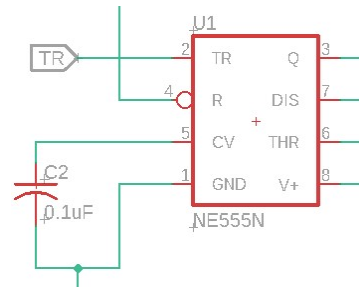 U1
TR 2 TR Q 3
4 R DIS 7
5 CV THR 6
C2 1 GND V+ 8
0.1uF NE555N